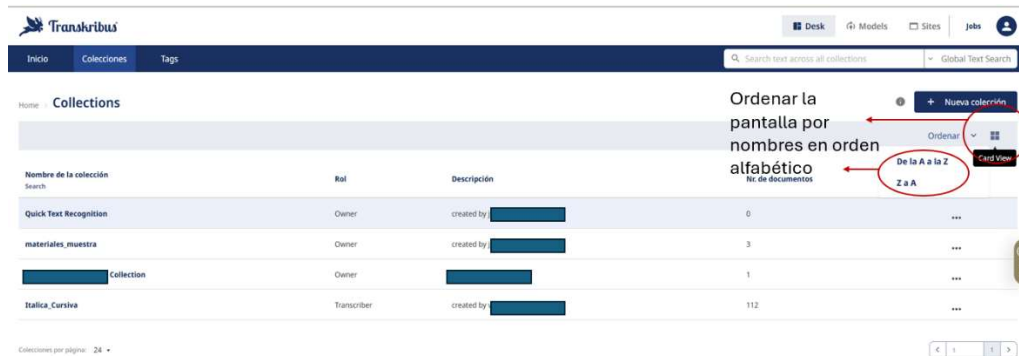 Transkribus
Desk Models Sites Jobs
Inicio Colecciones Tags
Search text across all collections Global Text Search
Home Collections
+ Nueva colección
Ordenar la
pantalla por
nombres en orden
alfabético
Ordenar
Card View
De la A a la Z
Z a A
Nombre de la colección Rol Descripción Nr. de documentos
Search
Quick Text Recognition Owner created by 0 ...
materiales_muestra Owner created by 3 ...
Collection Owner 1 ...
Italica_Cursiva Transcriber created by 112 ...
Colecciones por página: 24 < 1 1 >